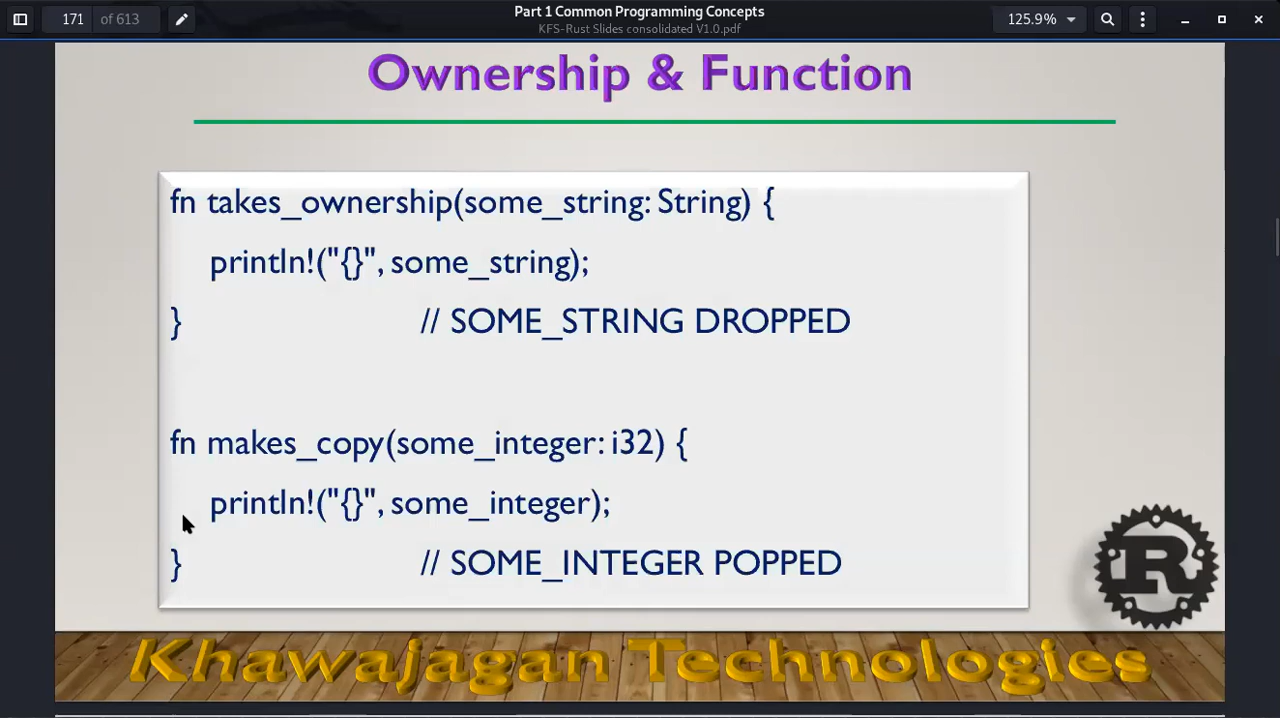 171 of 613
Part 1 Common Programming Concepts
KFS-Rust Slides consolidated V1.0.pdf
125.9%
Ownership & Function
fn takes_ownership(some_string: String) {
println!("{}", some_string);
} // SOME_STRING DROPPED
fn makes_copy(some_integer: i32) {
println!("{}", some_integer);
} // SOME_INTEGER POPPED
R
Khawajagan Technologies